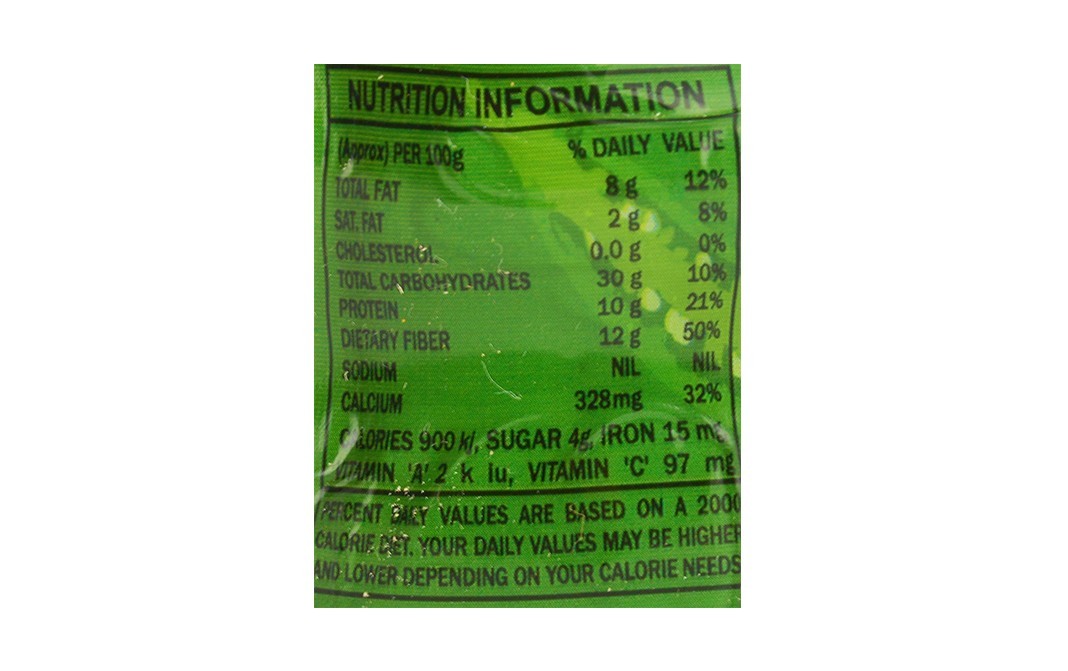 NUTRITION INFORMATION
(Approx) PER 100g % DAILY VALUE
TOTAL FAT 8 g 12%
SAT. FAT 2 g 8%
CHOLESTEROL 0.0 g 0%
TOTAL CARBOHYDRATES 30 g 10%
PROTEIN 10 g 21%
DIETARY FIBER 12 g 50%
SODIUM NIL NIL
CALCIUM 328mg 32%
CALORIES 900 kj, SUGAR 4g, IRON 15 mg
VITAMIN 'A' 2 k Iu, VITAMIN 'C' 97 mg
PERCENT DAILY VALUES ARE BASED ON A 2000
CALORIE DIET. YOUR DAILY VALUES MAY BE HIGHER
AND LOWER DEPENDING ON YOUR CALORIE NEEDS